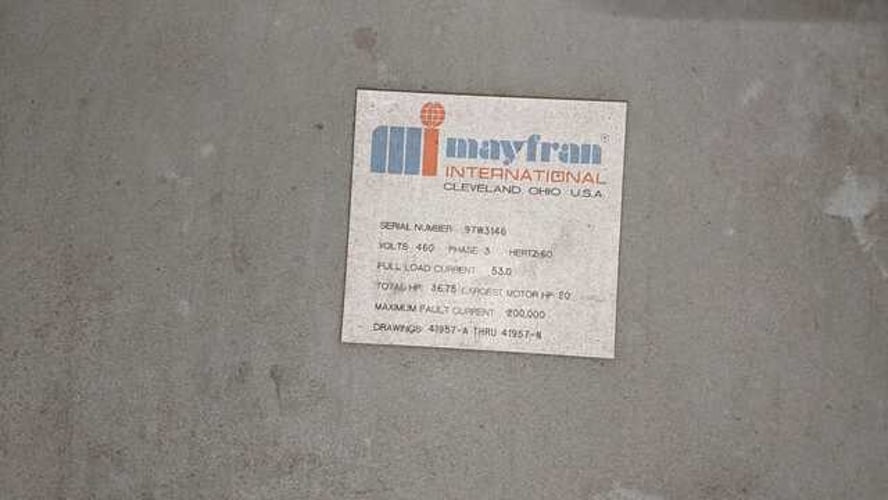 mayfran®
INTERNATIONAL
CLEVELAND, OHIO U.S.A.
SERIAL NUMBER 97W3146
VOLTS 460 PHASE 3 HERTZ 60
FULL LOAD CURRENT 53.0
TOTAL HP 36.75 LARGEST MOTOR HP 20
MAXIMUM FAULT CURRENT 200,000
DRAWINGS 41957-A THRU 41957-N